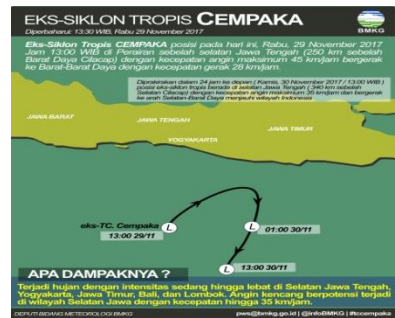 EKS-SIKLON TROPIS CEMPAKA
Diperbaharui: 13:30 WIB, Rabu 29 November 2017
BMKG
Eks-Siklon Tropis CEMPAKA posisi pada hari ini, Rabu, 29 November 2017
Jam 13:00 WIB di Perairan sebelah selatan Jawa Tengah (250 km sebelah
Barat Daya Cilacap) dengan kecepatan angin maksimum 45 km/jam. bergerak
ke Barat-Barat Daya dengan kecepatan gerak 28 km/jam.
Diprakirakan dalam 24 jam ke depan ( Kamis, 30 November 2017 / 13:00 WIB )
posisi eks-siklon tropis berada di selatan Jawa Tengah ( 340 km sebelah
Selatan Cilacap) dengan kecepatan angin maksimum 35 km/jam dan bergerak
ke arah Selatan-Barat Daya menjauhi wilayah Indonesia
JAWA BARAT
JAWA TENGAH
JAWA TIMUR
YOGYAKARTA
eks-TC. Cempaka
L
13:00 29/11
L
01:00 30/11
L
13:00 30/11
APA DAMPAKNYA ?
Terjadi hujan dengan intensitas sedang hingga lebat di Selatan Jawa Tengah,
Yogyakarta, Jawa Timur, Bali, dan Lombok. Angin kencang berpotensi terjadi
di wilayah Selatan Jawa dengan kecepatan hingga 35 km/jam.
DEPUTI BIDANG METEOROLOGI BMKG
pws@bmkg.go.id | @infoBMKG | #tccempaka